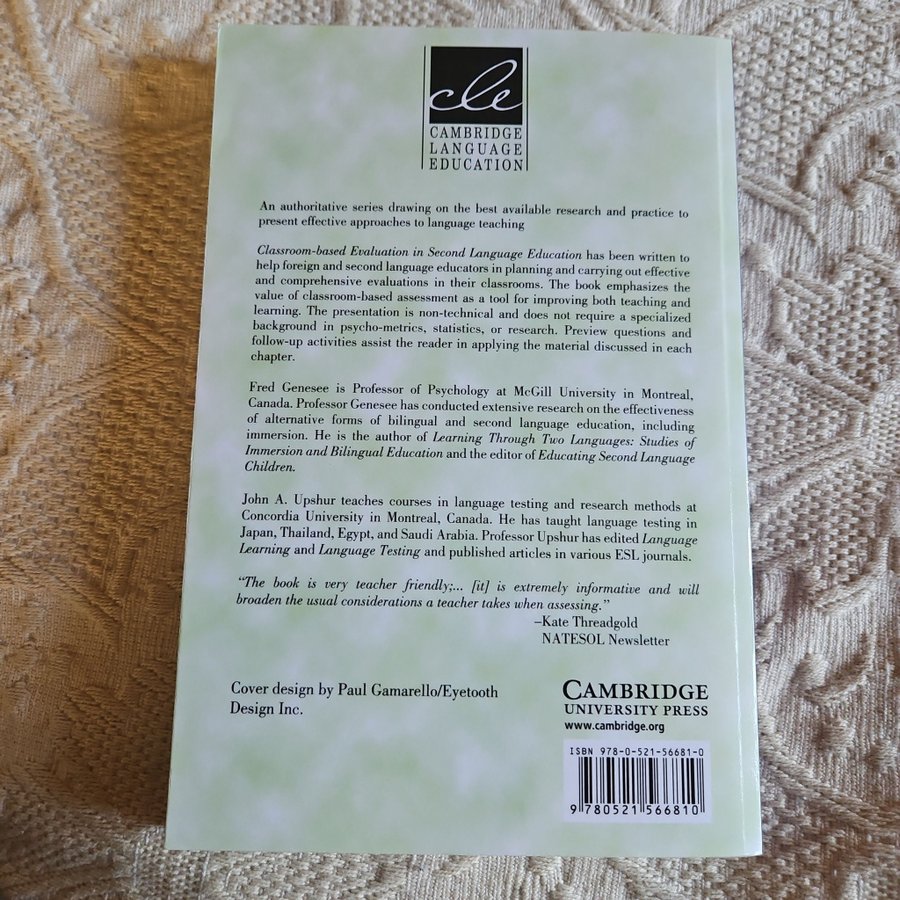 cle
CAMBRIDGE
LANGUAGE
EDUCATION
An authoritative series drawing on the best available research and practice to
present effective approaches to language teaching
Classroom-based Evaluation in Second Language Education has been written to
help foreign and second language educators in planning and carrying out effective
and comprehensive evaluations in their classrooms. The book emphasizes the
value of classroom-based assessment as a tool for improving both teaching and
learning. The presentation is non-technical and does not require a specialized
background in psycho-metrics, statistics, or research. Preview questions and
follow-up activities assist the reader in applying the material discussed in each
chapter.
Fred Genesee is Professor of Psychology at McGill University in Montreal,
Canada. Professor Genesee has conducted extensive research on the effectiveness
of alternative forms of bilingual and second language education, including
immersion. He is the author of Learning Through Two Languages: Studies of
Immersion and Bilingual Education and the editor of Educating Second Language
Children.
John A. Upshur teaches courses in language testing and research methods at
Concordia University in Montreal, Canada. He has taught language testing in
Japan, Thailand, Egypt, and Saudi Arabia. Professor Upshur has edited Language
Learning and Language Testing and published articles in various ESL journals.
"The book is very teacher friendly;... [it] is extremely informative and will
broaden the usual considerations a teacher takes when assessing."
–Kate Threadgold
NATESOL Newsletter
Cover design by Paul Gamarello/Eyetooth
Design Inc.
CAMBRIDGE
UNIVERSITY PRESS
www.cambridge.org
ISBN 978-0-521-56681-0
9 780521 566810